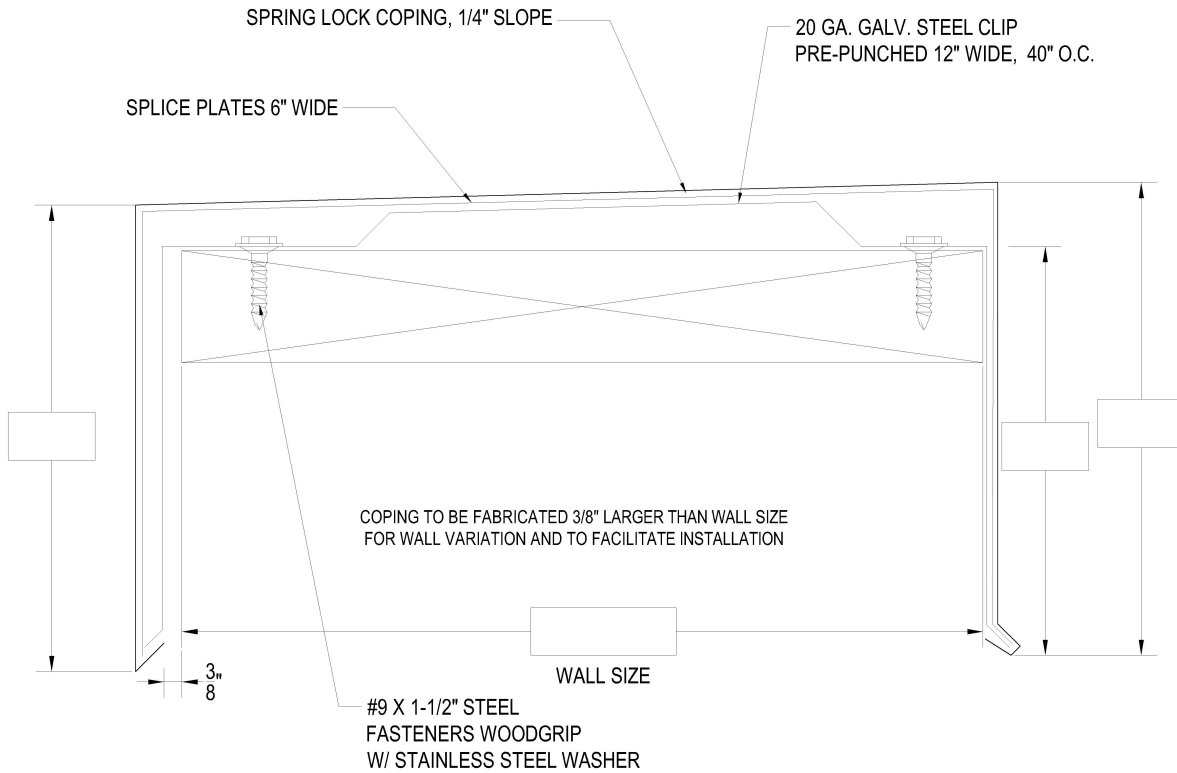 SPRING LOCK COPING, 1/4" SLOPE
20 GA. GALV. STEEL CLIP
PRE-PUNCHED 12" WIDE, 40" O.C.
SPLICE PLATES 6" WIDE
COPING TO BE FABRICATED 3/8" LARGER THAN WALL SIZE
FOR WALL VARIATION AND TO FACILITATE INSTALLATION
WALL SIZE
3/8"
#9 X 1-1/2" STEEL
FASTENERS WOODGRIP
W/ STAINLESS STEEL WASHER